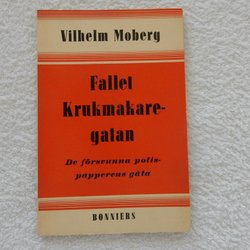 Vilhelm Moberg
Fallet
Krukmakare-
gatan
De försvunna polis-
papperens gåta
BONNIERS